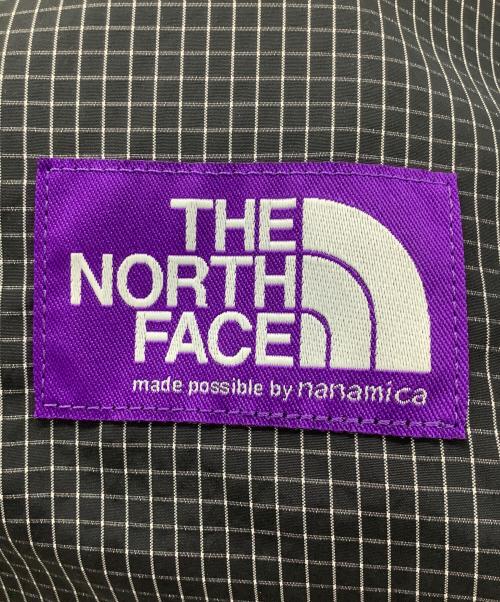 THE
NORTH
FACE
made possible by nanamica